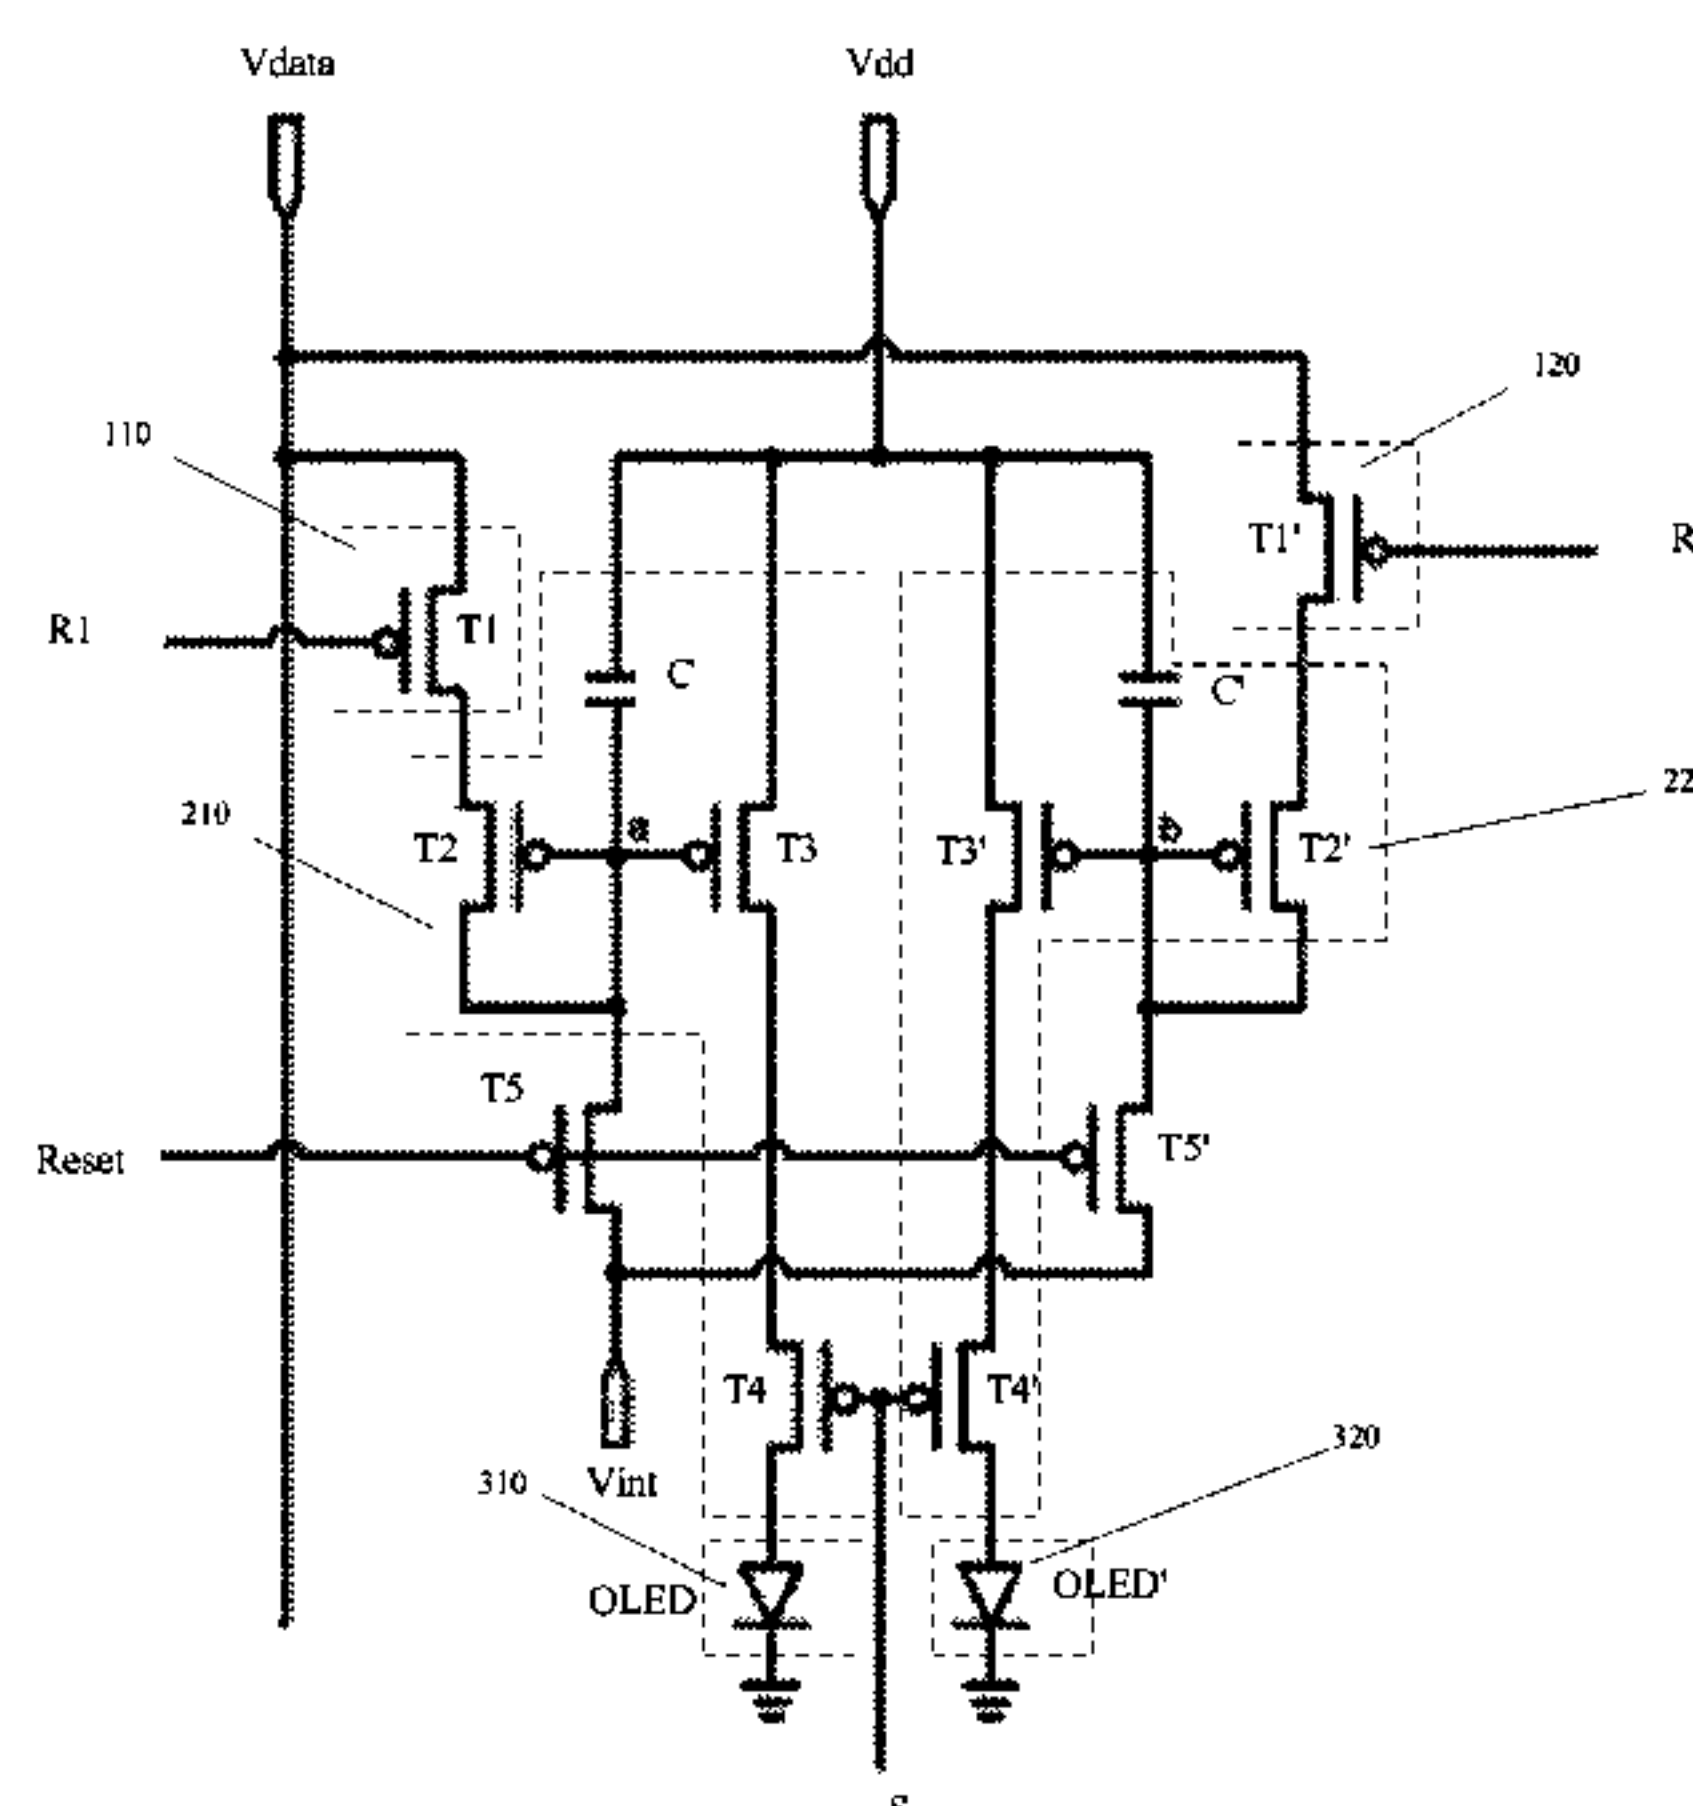 Vdata
Vdd
120
110
T1'
R
R1
T1
C
C'
22
210
T2
a
T3
T3'
b
T2'
T5
Reset
T5'
T4
T4'
320
310
Vint
OLED
OLED'